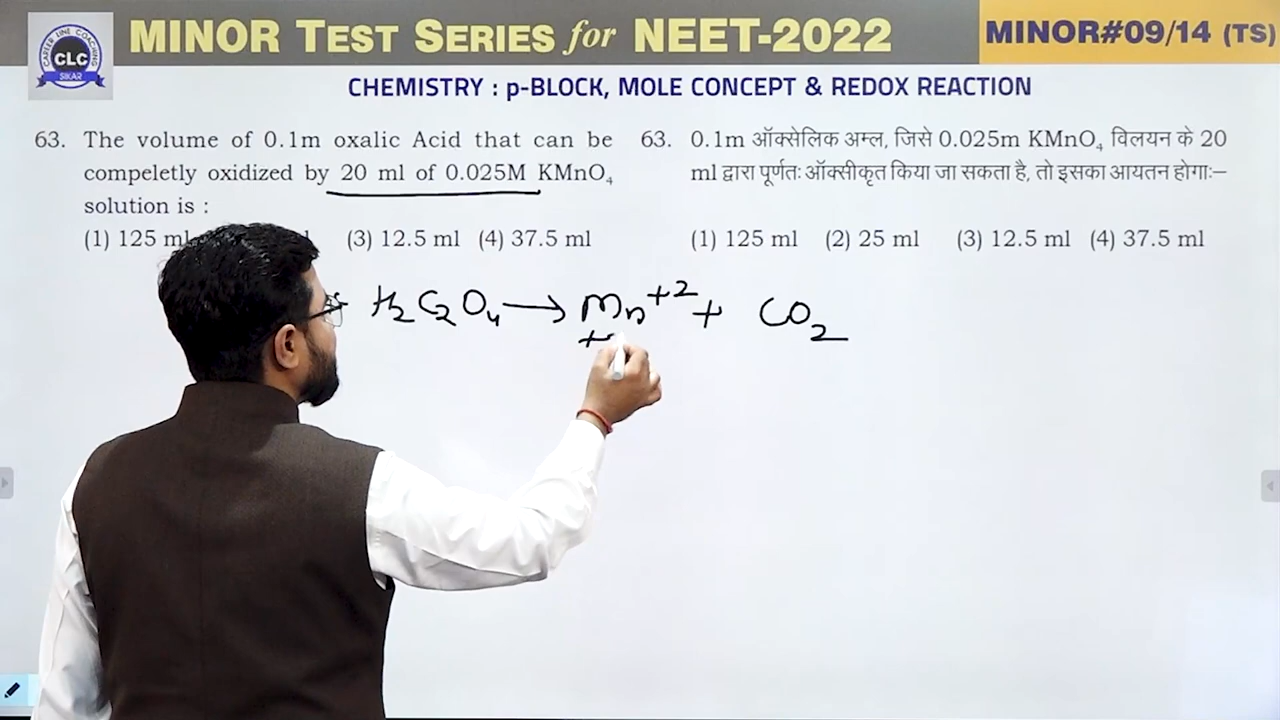 MINOR TEST SERIES for NEET-2022
MINOR#09/14 (TS)
CAREER LINE COACHING
CLC
SIKAR
CHEMISTRY : p-BLOCK, MOLE CONCEPT & REDOX REACTION
63. The volume of 0.1m oxalic Acid that can be
compeletly oxidized by 20 ml of 0.025M KMnO₄
solution is :
(1) 125 ml (3) 12.5 ml (4) 37.5 ml
63. 0.1m ऑक्सेलिक अम्ल, जिसे 0.025m KMnO₄ विलयन के 20
ml द्वारा पूर्णतः ऑक्सीकृत किया जा सकता है, तो इसका आयतन होगाः–
(1) 125 ml (2) 25 ml (3) 12.5 ml (4) 37.5 ml
H₂C₂O₄ → Mn⁺² + CO₂